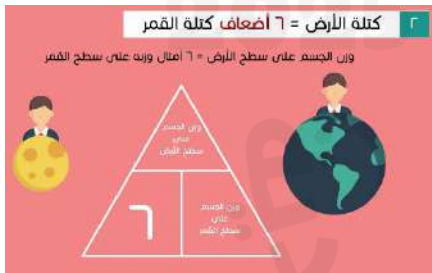 ٢ كتلة الأرض = ٦ أضعاف كتلة القمر
وزن الجسم على سطح الأرض = ٦ أمثال وزنه على سطح القمر
وزن الجسم
على
سطح الأرض
٦
وزن الجسم
على
سطح القمر